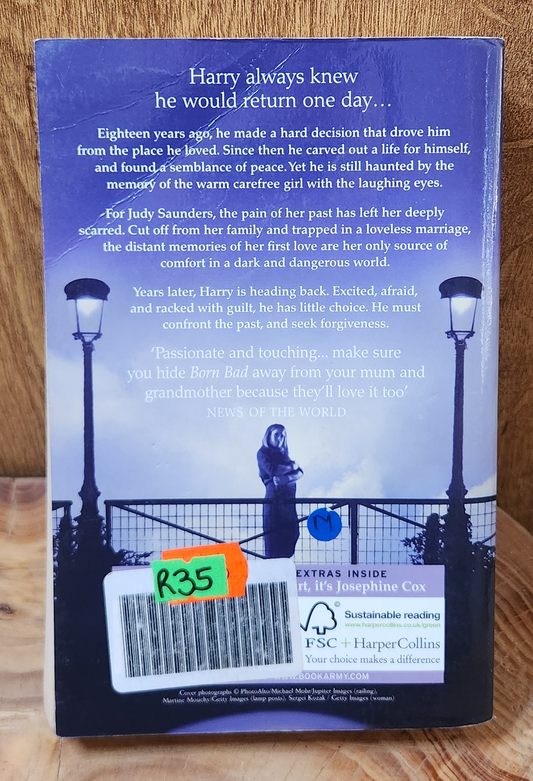 Harry always knew
he would return one day...
Eighteen years ago, he made a hard decision that drove him
from the place he loved. Since then he carved out a life for himself,
and found a semblance of peace. Yet he is still haunted by the
memory of the warm carefree girl with the laughing eyes.
For Judy Saunders, the pain of her past has left her deeply
scarred. Cut off from her family and trapped in a loveless marriage,
the distant memories of her first love are her only source of
comfort in a dark and dangerous world.
Years later, Harry is heading back. Excited, afraid,
and racked with guilt, he has little choice. He must
confront the past, and seek forgiveness.
‘Passionate and touching... make sure
you hide Born Bad away from your mum and
grandmother because they’ll love it too’
NEWS OF THE WORLD
M
R35
EXTRAS INSIDE
it's Josephine Cox
Sustainable reading
www.harpercollins.co.uk/green
FSC + HarperCollins
Your choice makes a difference
WWW.BOOKARMY.COM
Cover photographs © PhotoAlto/Michael Mohr/Jupiter Images (railing),
Martine Mouchy/Getty Images (lamp posts), Sergei Kozak / Getty Images (woman)